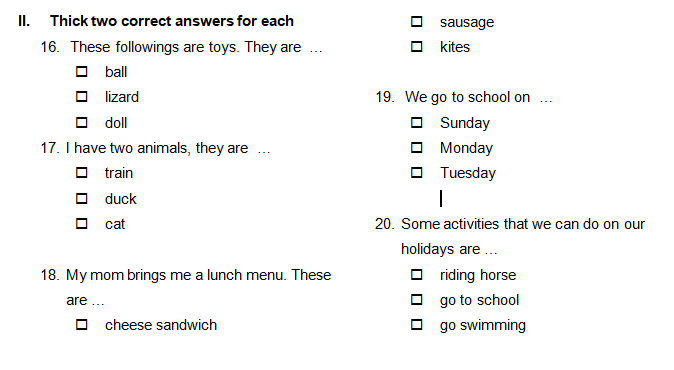 II. Thick two correct answers for each
16. These followings are toys. They are …
☐ ball
☐ lizard
☐ doll
17. I have two animals, they are …
☐ train
☐ duck
☐ cat
18. My mom brings me a lunch menu. These
are …
☐ cheese sandwich
☐ sausage
☐ kites
19. We go to school on …
☐ Sunday
☐ Monday
☐ Tuesday
20. Some activities that we can do on our
holidays are …
☐ riding horse
☐ go to school
☐ go swimming